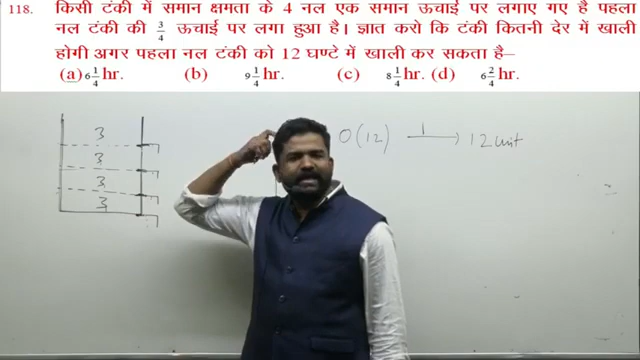 118. किसी टंकी में समान क्षमता के 4 नल एक समान ऊचाई पर लगाए गए है पहला
नल टंकी की 3/4 ऊचाई पर लगा हुआ है। ज्ञात करो कि टंकी कितनी देर में खाली
होगी अगर पहला नल टंकी को 12 घण्टे में खाली कर सकता है–
(a) 6 1/4 hr. (b) 9 1/4 hr. (c) 8 1/4 hr. (d) 6 2/4 hr.
3
3
3
3
O(12) 1 → 12 unit